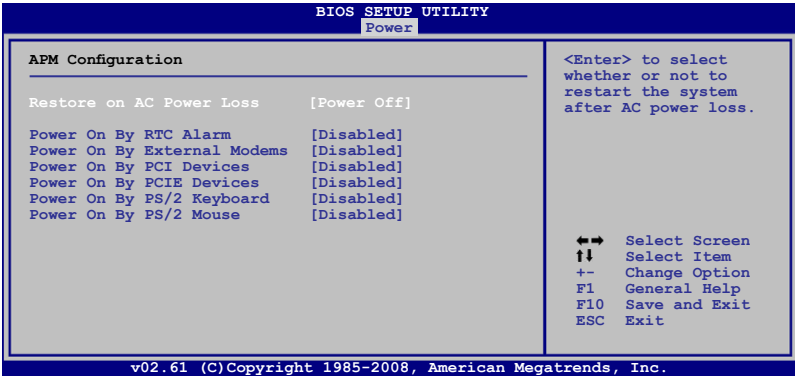 BIOS SETUP UTILITY
Power
APM Configuration
Restore on AC Power Loss [Power Off]
Power On By RTC Alarm [Disabled]
Power On By External Modems [Disabled]
Power On By PCI Devices [Disabled]
Power On By PCIE Devices [Disabled]
Power On By PS/2 Keyboard [Disabled]
Power On By PS/2 Mouse [Disabled]
<Enter> to select
whether or not to
restart the system
after AC power loss.
←→ Select Screen
↑↓ Select Item
+- Change Option
F1 General Help
F10 Save and Exit
ESC Exit
v02.61 (C)Copyright 1985-2008, American Megatrends, Inc.